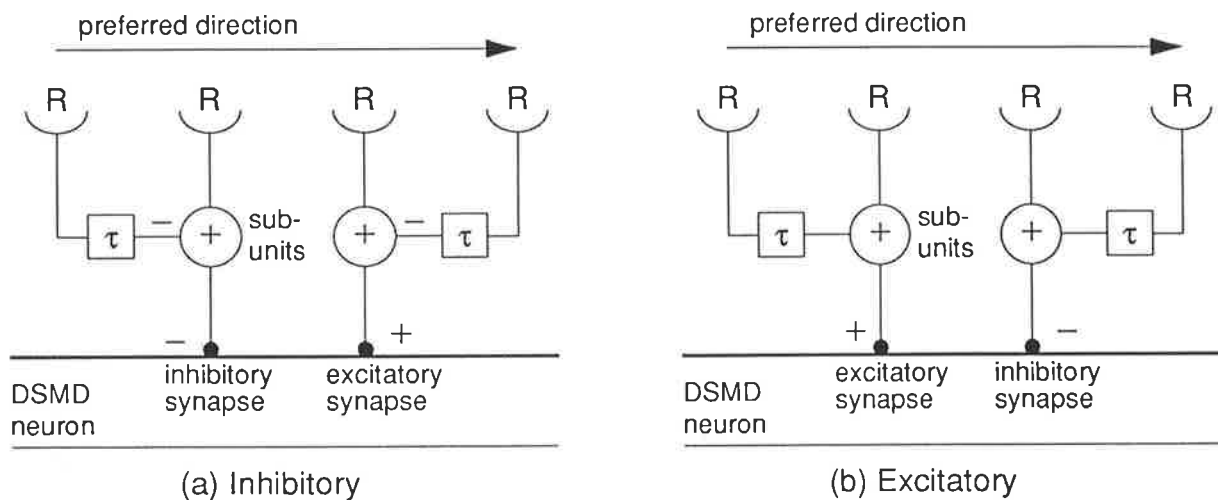 preferred direction
R R R R
− + sub-
units + −
τ τ
− +
inhibitory
synapse
excitatory
synapse
DSMD
neuron
(a) Inhibitory
preferred direction
R R R R
τ + sub-
units + τ
+ −
excitatory
synapse
inhibitory
synapse
DSMD
neuron
(b) Excitatory